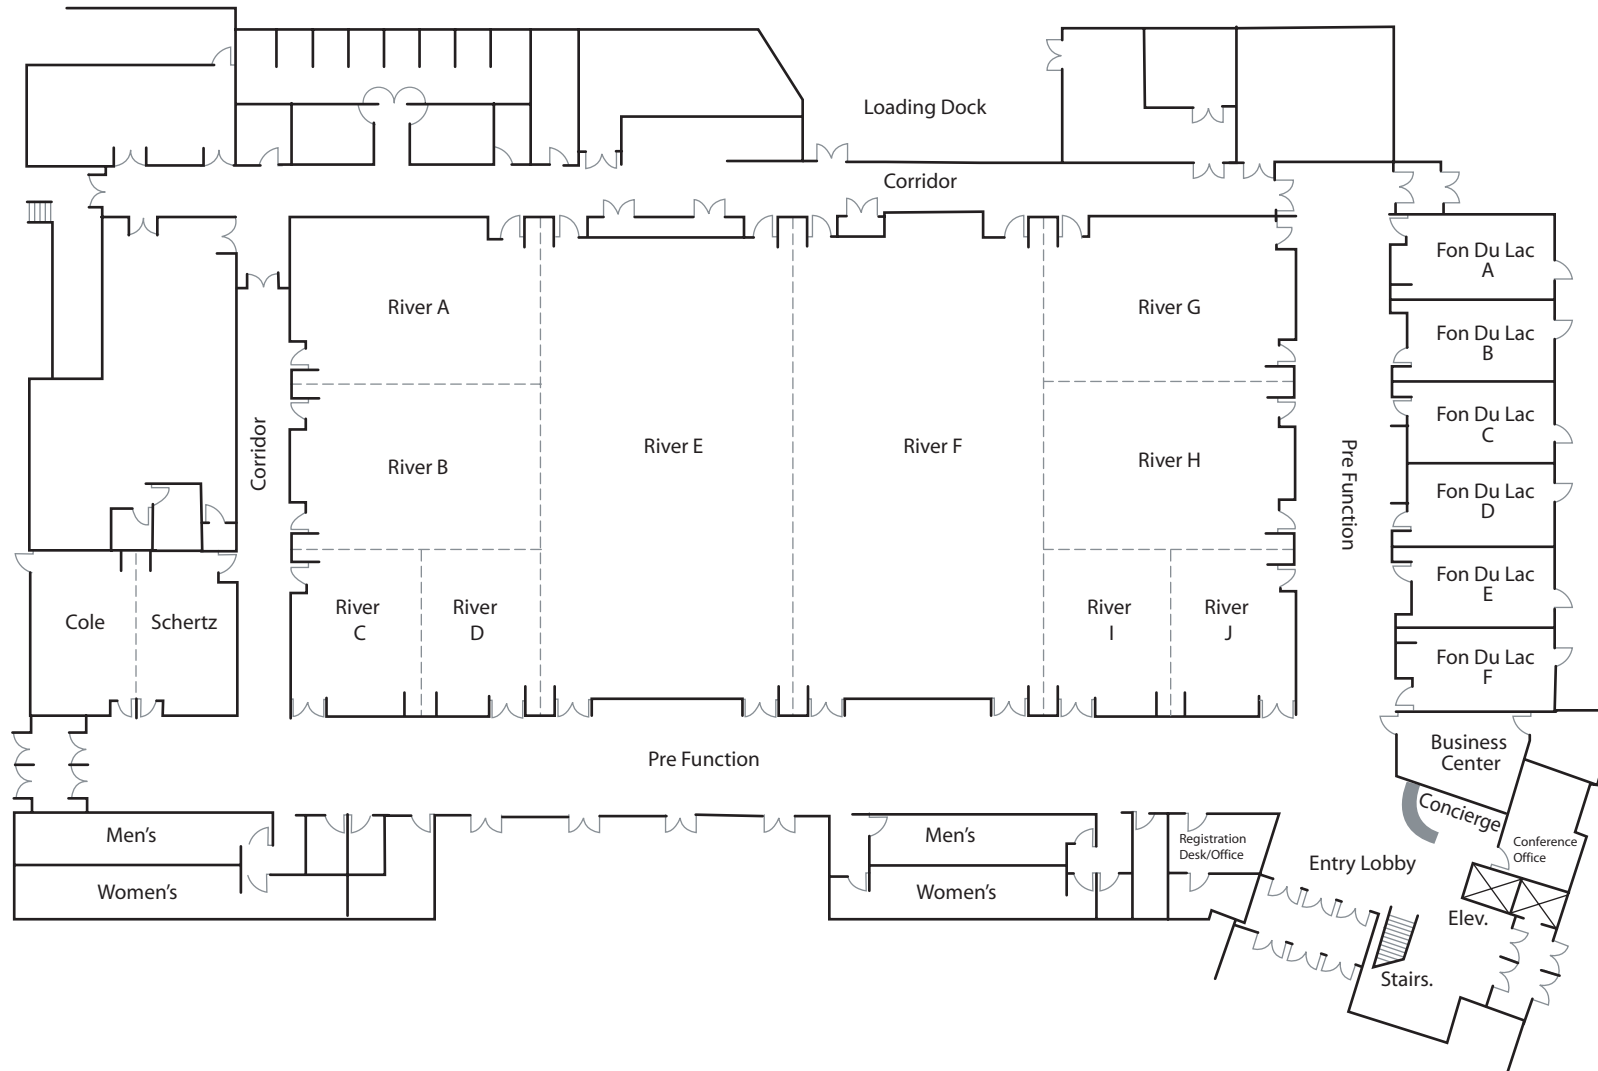 Loading Dock
Corridor
River A
River G
Fon Du Lac
A
Fon Du Lac
B
Corridor
River B
River E
River F
River H
Pre Function
Fon Du Lac
C
Fon Du Lac
D
Fon Du Lac
E
Cole
Schertz
River
C
River
D
River
I
River
J
Fon Du Lac
F
Pre Function
Business
Center
Concierge
Men's
Women's
Men's
Women's
Registration
Desk/Office
Conference
Office
Entry Lobby
Elev.
Stairs.